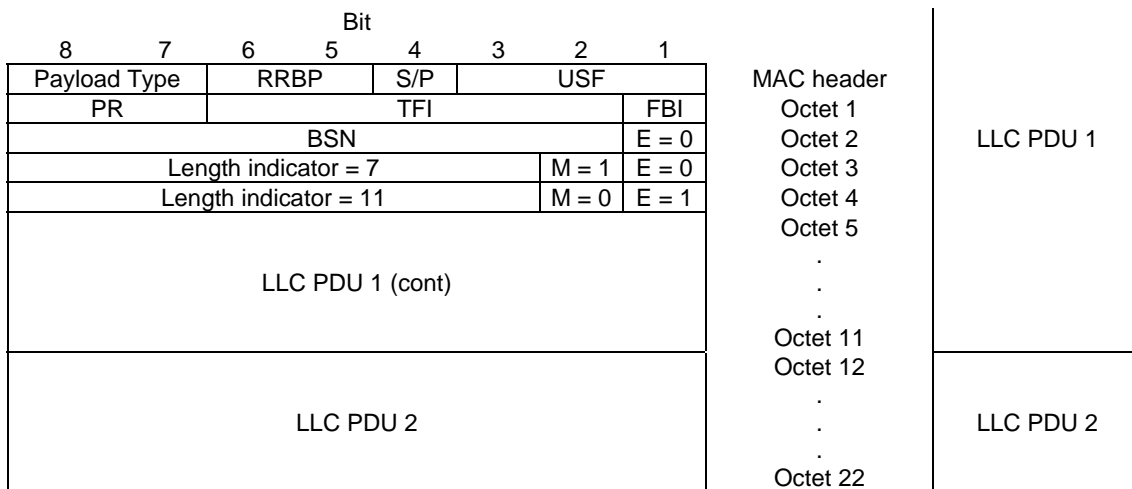 Bit
8 7 6 5 4 3 2 1
Payload Type RRBP S/P USF MAC header
PR TFI FBI Octet 1
BSN E = 0 Octet 2 LLC PDU 1
Length indicator = 7 M = 1 E = 0 Octet 3
Length indicator = 11 M = 0 E = 1 Octet 4
Octet 5
.
LLC PDU 1 (cont) .
.
Octet 11
Octet 12
.
LLC PDU 2 . LLC PDU 2
.
Octet 22